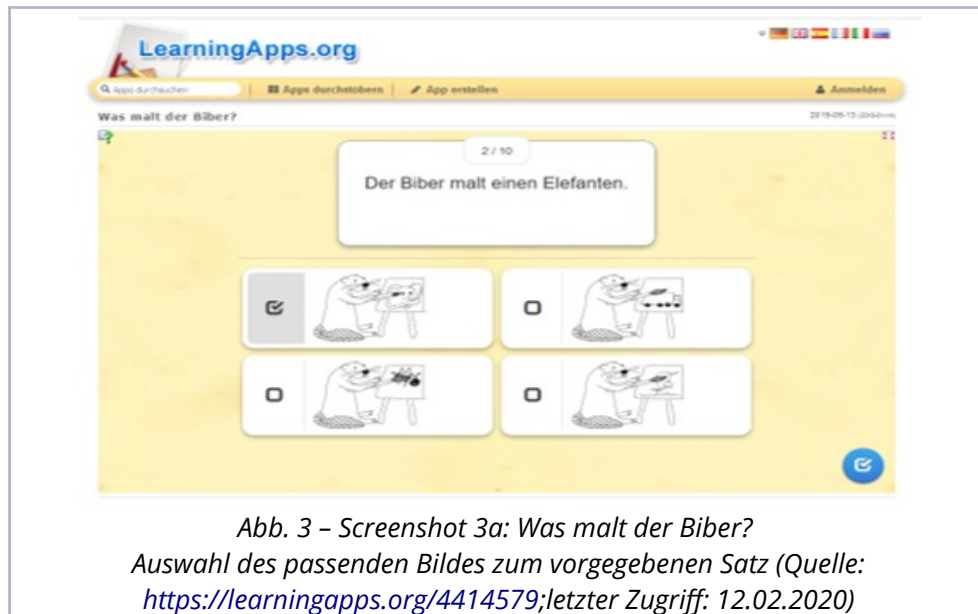 LearningApps.org
Apps durchsuchen
Apps durchstöbern
App erstellen
Anmelden
Was malt der Biber?
2 / 10
Der Biber malt einen Elefanten.
Abb. 3 – Screenshot 3a: Was malt der Biber?
Auswahl des passenden Bildes zum vorgegebenen Satz (Quelle:
https://learningapps.org/4414579;letzter Zugriff: 12.02.2020)